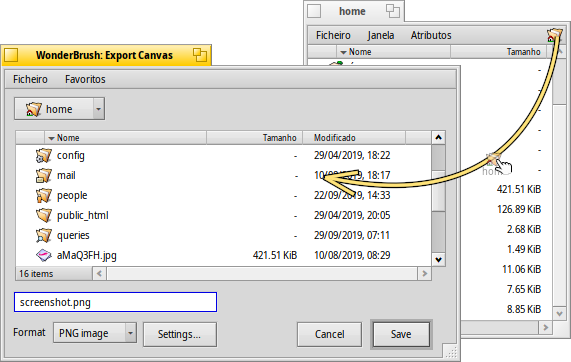 home
Ficheiro Janela Atributos
Nome Tamanho
-
-
-
-
-
-
421.51 KiB
126.89 KiB
2.68 KiB
1.49 KiB
11.06 KiB
7.65 KiB
8.85 KiB
WonderBrush: Export Canvas
Ficheiro Favoritos
home
Nome Tamanho Modificado
config - 29/04/2019, 18:22
mail - 18:17
people - 22/09/2019, 14:33
public_html - 29/04/2019, 20:05
queries - 29/09/2019, 07:11
aMaQ3FH.jpg 421.51 KiB 10/08/2019, 08:29
16 items
screenshot.png
Format PNG image Settings... Cancel Save